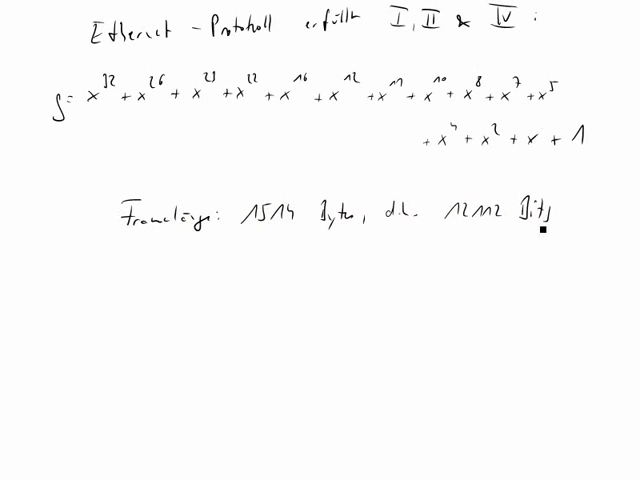 Ethernet - Protokoll erfüllt I, II & IV :
g = x^32 + x^26 + x^23 + x^22 + x^16 + x^12 + x^11 + x^10 + x^8 + x^7 + x^5
+ x^4 + x^2 + x + 1
Framelänge: 1514 Bytes, d.h. 12112 Bits